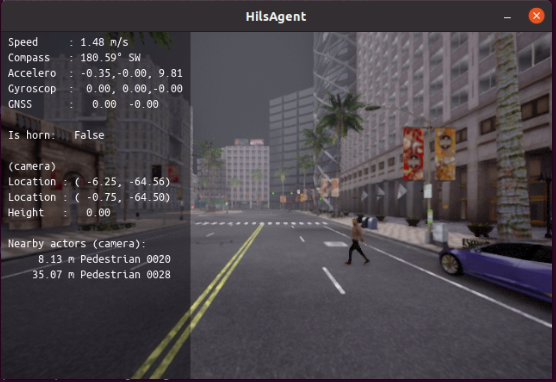 HilsAgent
Speed : 1.48 m/s
Compass : 180.59° SW
Accelero : -0.35,-0.00, 9.81
Gyroscop : 0.00, 0.00,-0.00
GNSS : 0.00 -0.00
Is horn: False
(camera)
Location : ( -6.25, -64.56)
Location : ( -0.75, -64.50)
Height : 0.00
Nearby actors (camera):
8.13 m Pedestrian 0020
35.07 m Pedestrian 0028